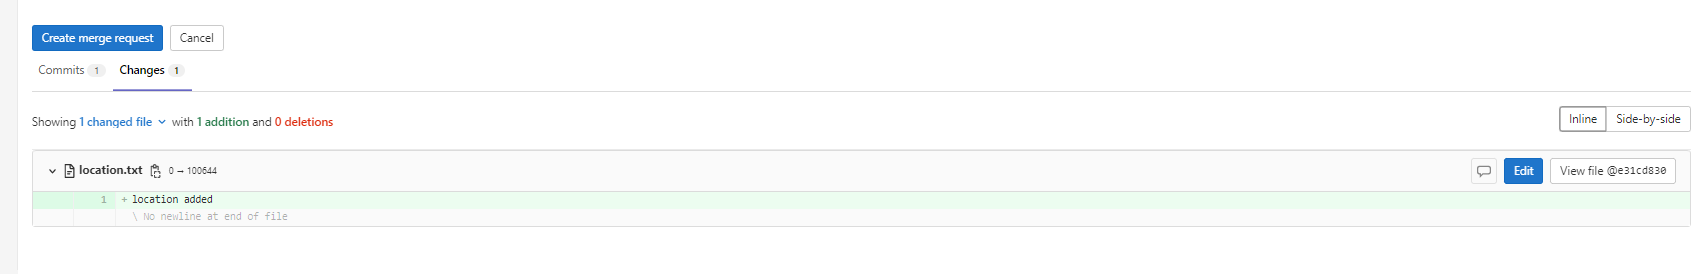 Create merge request Cancel
Commits 1 Changes 1
Showing 1 changed file with 1 addition and 0 deletions Inline Side-by-side
location.txt 0 → 100644 Edit View file @e31cd830
1 + location added
\ No newline at end of file